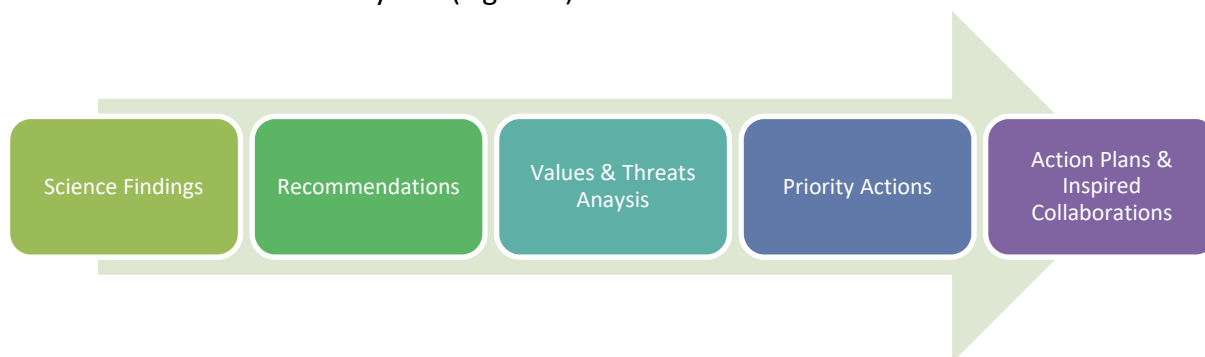 Science Findings
Recommendations
Values & Threats
Anaysis
Priority Actions
Action Plans &
Inspired
Collaborations